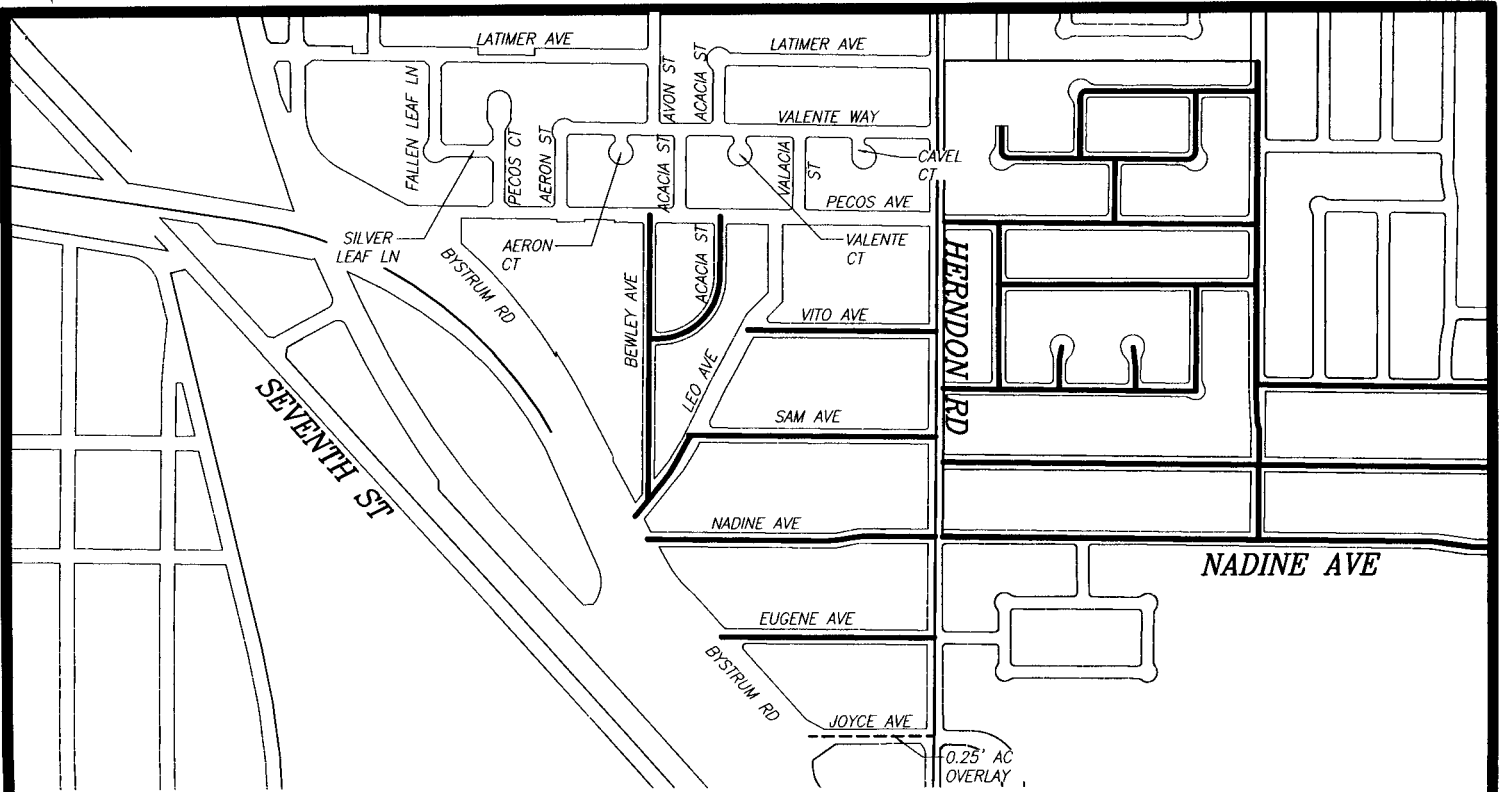 LATIMER AVE
LATIMER AVE
FALLEN LEAF LN
AVON ST
ACACIA ST
VALENTE WAY
PECOS CT
AERON ST
ACACIA ST
VALACIA
ST
CAVEL
CT
PECOS AVE
SILVER
LEAF LN
AERON
CT
VALENTE
CT
BYSTRUM RD
BEWLEY AVE
ACACIA ST
HERNDON RD
VITO AVE
LEO AVE
SAM AVE
SEVENTH ST
NADINE AVE
NADINE AVE
EUGENE AVE
BYSTRUM RD
JOYCE AVE
0.25' AC
OVERLAY